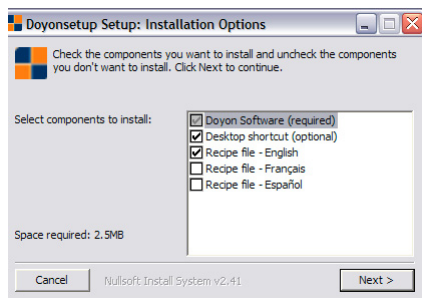 Doyonsetup Setup: Installation Options
Check the components you want to install and uncheck the components
you don't want to install. Click Next to continue.
Select components to install:
Doyon Software (required)
Desktop shortcut (optional)
Recipe file - English
Recipe file - Français
Recipe file - Español
Space required: 2.5MB
Cancel
Nullsoft Install System v2.41
Next >